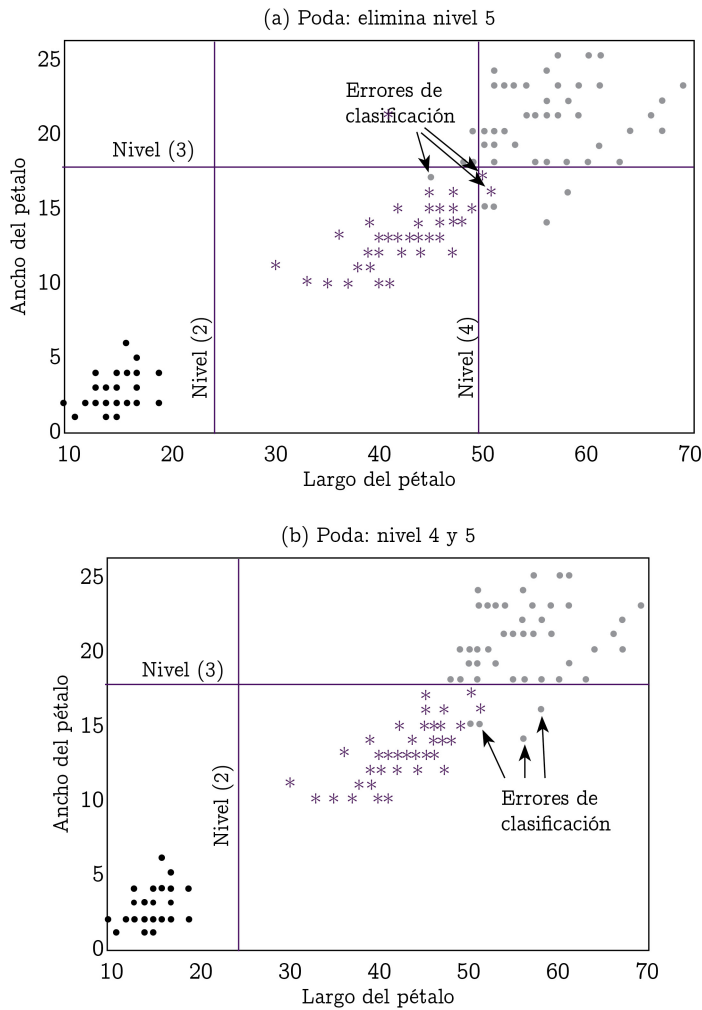 (a) Poda: elimina nivel 5
25
20
15
10
5
0
Ancho del pétalo
Errores de
clasificación
Nivel (3)
Nivel (2)
Nivel (4)
10 20 30 40 50 60 70
Largo del pétalo
(b) Poda: nivel 4 y 5
25
20
15
10
5
0
Ancho del pétalo
Nivel (3)
Nivel (2)
Errores de
clasificación
10 20 30 40 50 60 70
Largo del pétalo